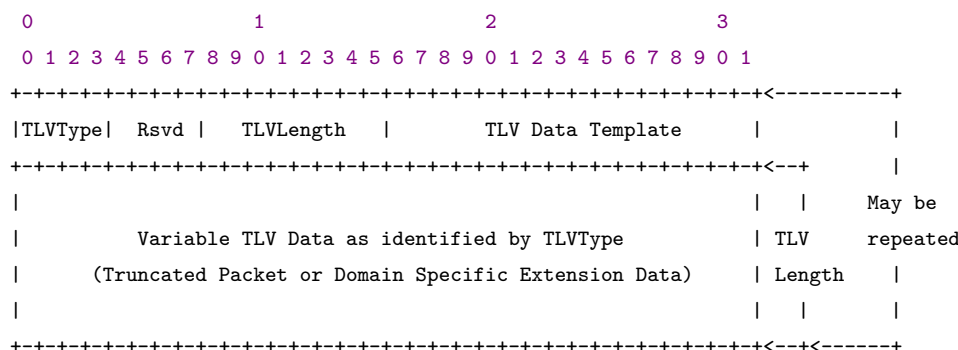 0                   1                   2                   3
 0 1 2 3 4 5 6 7 8 9 0 1 2 3 4 5 6 7 8 9 0 1 2 3 4 5 6 7 8 9 0 1
+-+-+-+-+-+-+-+-+-+-+-+-+-+-+-+-+-+-+-+-+-+-+-+-+-+-+-+-+-+-+-+-+<----------+
|TLVType|  Rsvd |   TLVLength   |        TLV Data Template      |           |
+-+-+-+-+-+-+-+-+-+-+-+-+-+-+-+-+-+-+-+-+-+-+-+-+-+-+-+-+-+-+-+-+<--+       |
|                                                               |   |     May be
|          Variable TLV Data as identified by TLVType           | TLV     repeated
|      (Truncated Packet or Domain Specific Extension Data)     | Length    |
|                                                               |   |       |
+-+-+-+-+-+-+-+-+-+-+-+-+-+-+-+-+-+-+-+-+-+-+-+-+-+-+-+-+-+-+-+-+<--+<------+